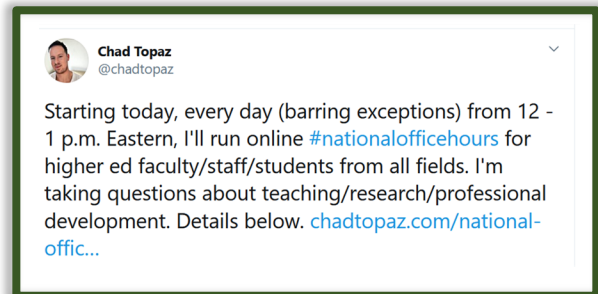 Chad Topaz
@chadtopaz
Starting today, every day (barring exceptions) from 12 -
1 p.m. Eastern, I'll run online #nationalofficehours for
higher ed faculty/staff/students from all fields. I'm
taking questions about teaching/research/professional
development. Details below. chadtopaz.com/national-
offic...